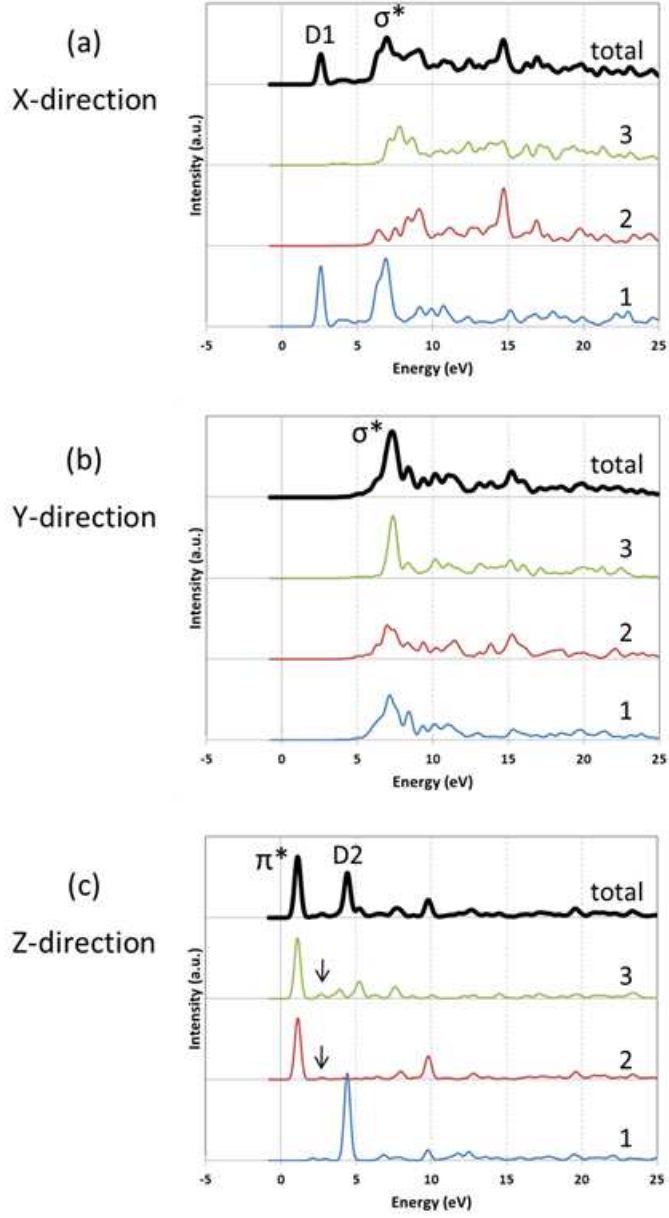 (a)
X-direction
D1
σ*
total
3
2
1
Intensity (a.u.)
-5 0 5 10 15 20 25
Energy (eV)
(b)
Y-direction
σ*
total
3
2
1
Intensity (a.u.)
-5 0 5 10 15 20 25
Energy (eV)
(c)
Z-direction
π*
D2
total
3
↓
2
↓
1
Intensity (a.u.)
-5 0 5 10 15 20 25
Energy (eV)